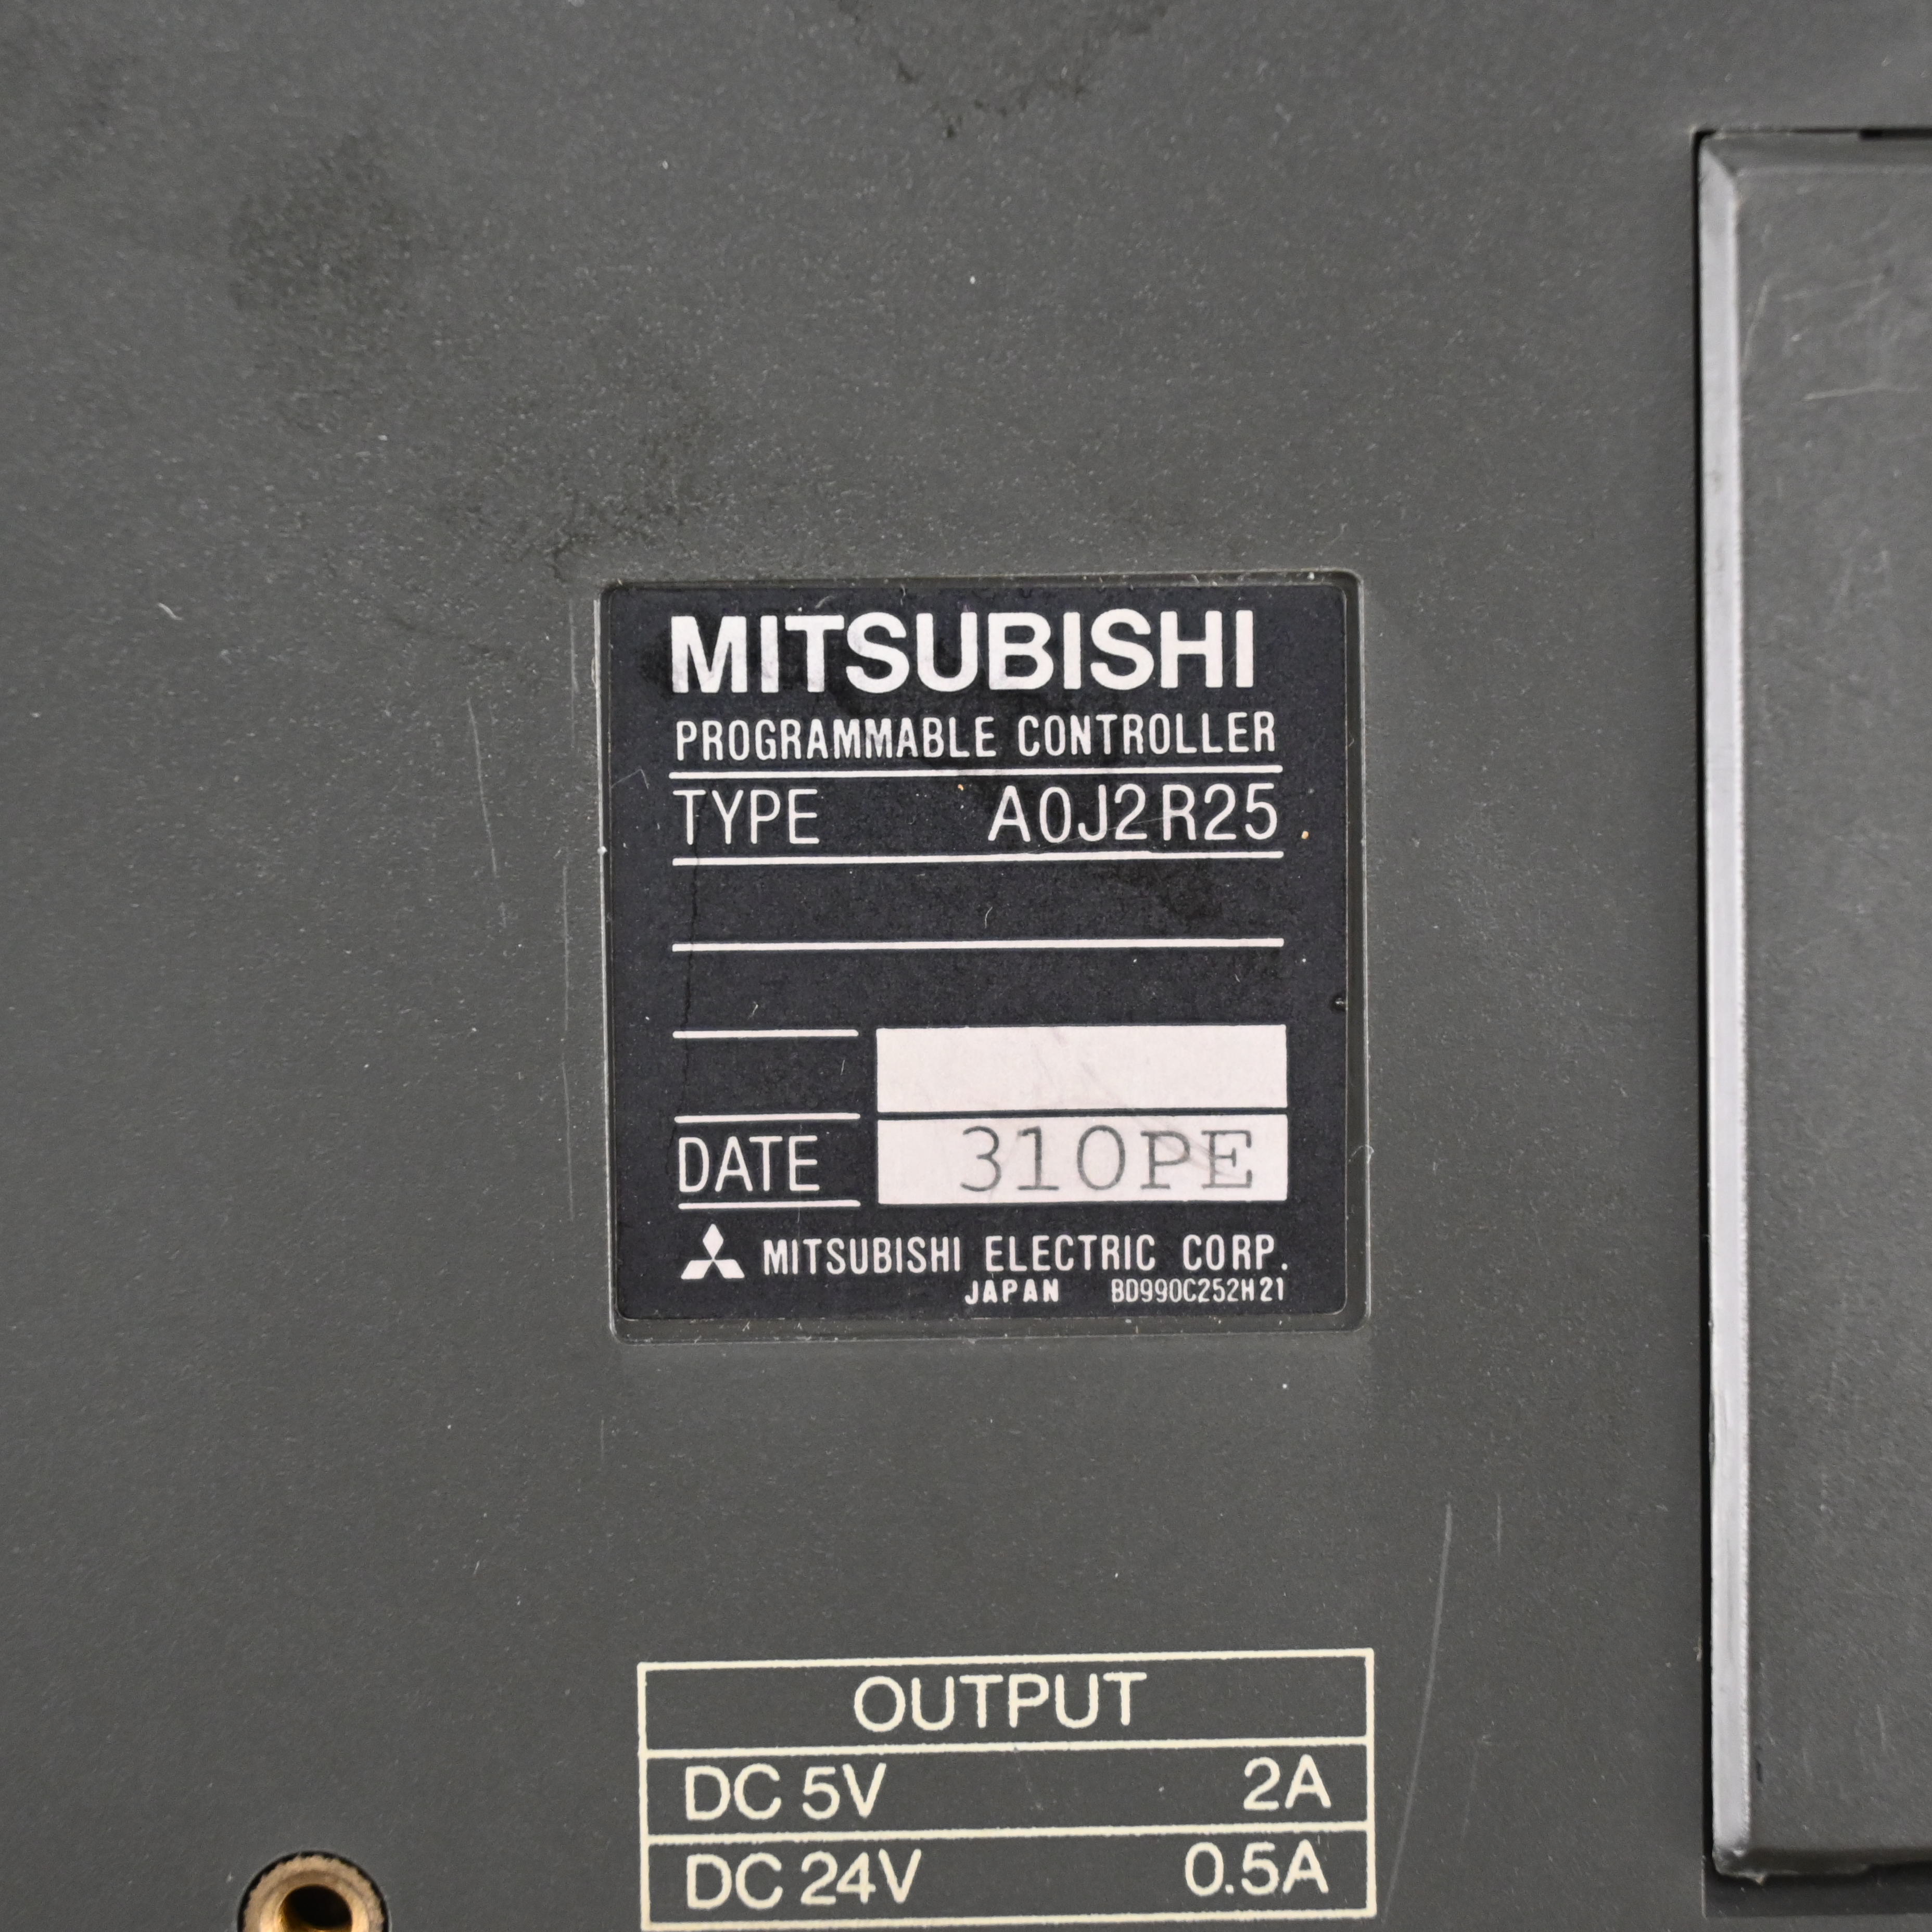 MITSUBISHI
PROGRAMMABLE CONTROLLER
TYPE A0J2R25
DATE 310PE
MITSUBISHI ELECTRIC CORP.
JAPAN BD990C252H21
OUTPUT
DC 5V 2A
DC 24V 0.5A